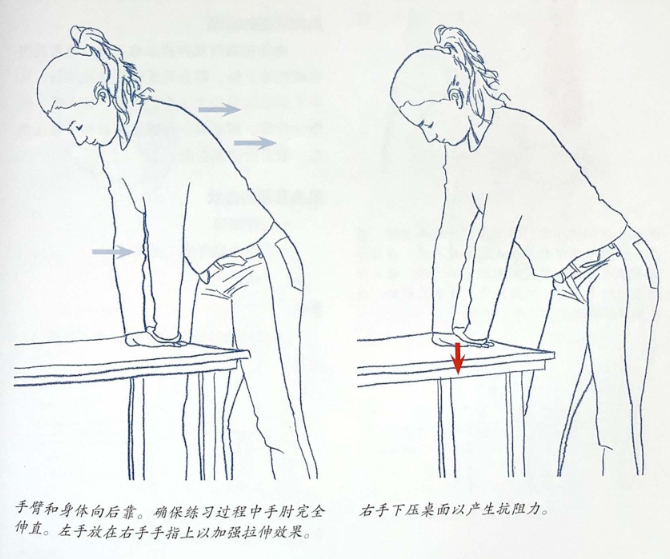 手臂和身体向后靠。确保练习过程中手肘完全
伸直。左手放在右手手指上以加强拉伸效果。
右手下压桌面以产生抗阻力。